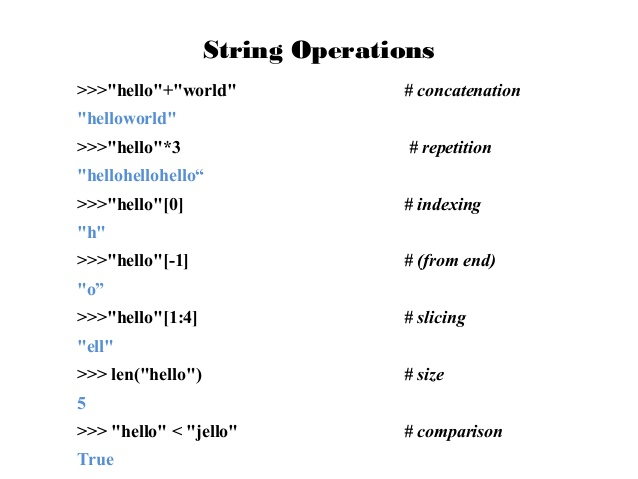 String Operations
>>>"hello"+"world" # concatenation
"helloworld"
>>>"hello"*3 # repetition
"hellohellohello“
>>>"hello"[0] # indexing
"h"
>>>"hello"[-1] # (from end)
"o”
>>>"hello"[1:4] # slicing
"ell"
>>> len("hello") # size
5
>>> "hello" < "jello" # comparison
True